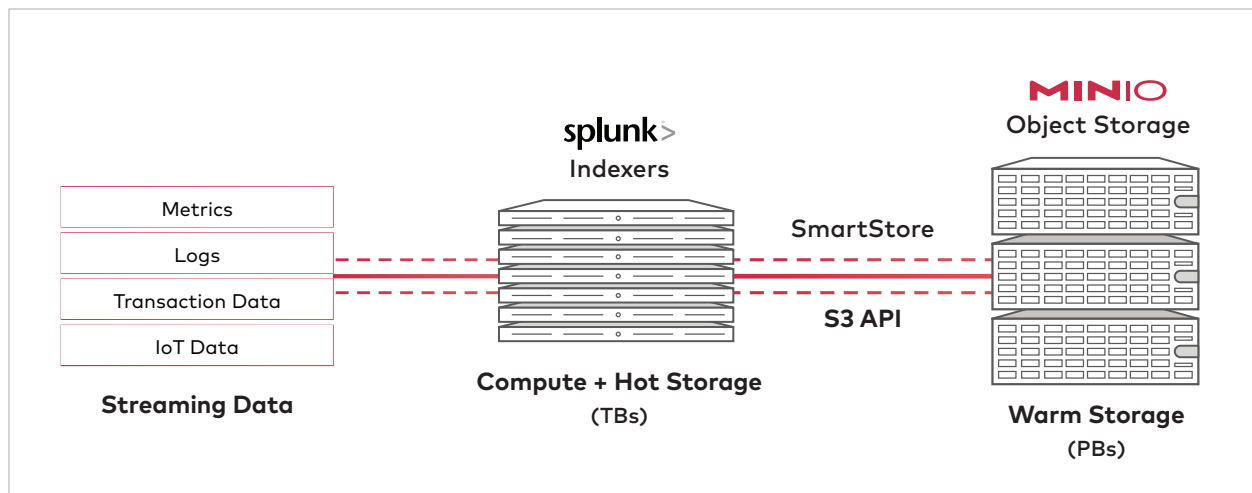 Metrics
Logs
Transaction Data
IoT Data
Streaming Data
splunk>
Indexers
Compute + Hot Storage
(TBs)
SmartStore
S3 API
MINIO
Object Storage
Warm Storage
(PBs)